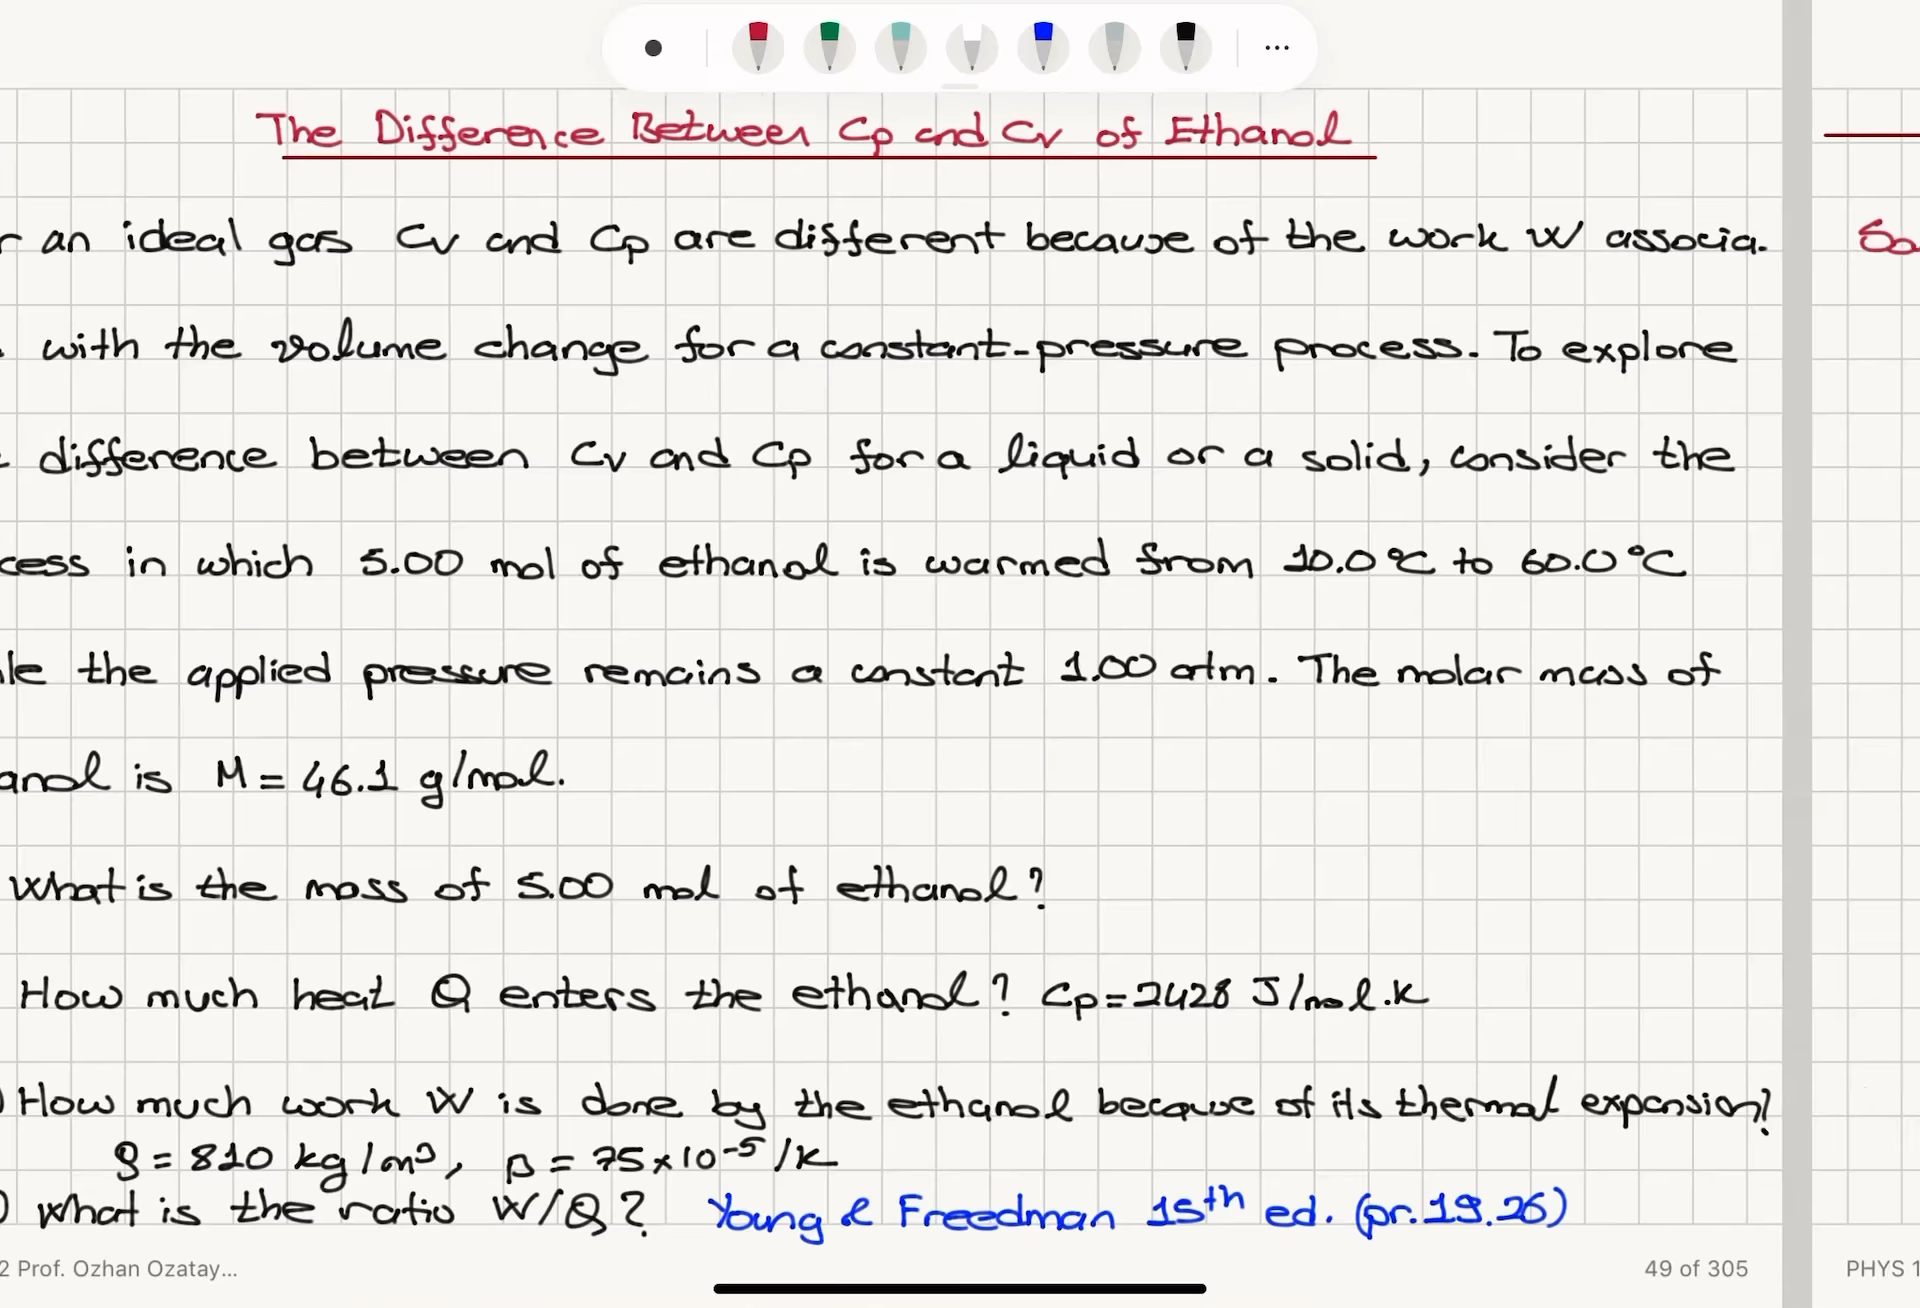 The Difference Between Cp and Cv of Ethanol
r an ideal gas Cv and Cp are different because of the work W associa.
with the volume change for a constant-pressure process. To explore
difference between Cv and Cp for a liquid or a solid, consider the
cess in which 5.00 mol of ethanol is warmed from 10.0°C to 60.0°C
le the applied pressure remains a constant 1.00 atm. The molar mass of
anol is M = 46.1 g/mol.
What is the mass of 5.00 mol of ethanol?
How much heat Q enters the ethanol? Cp=2428 J/mol.K
) How much work W is done by the ethanol because of its thermal expansion?
ρ = 810 kg/m³, β = 75×10⁻⁵/K
) What is the ratio W/Q? Young & Freedman 15th ed. (pr.19.26)
2 Prof. Ozhan Ozatay...
49 of 305
So
PHYS 1